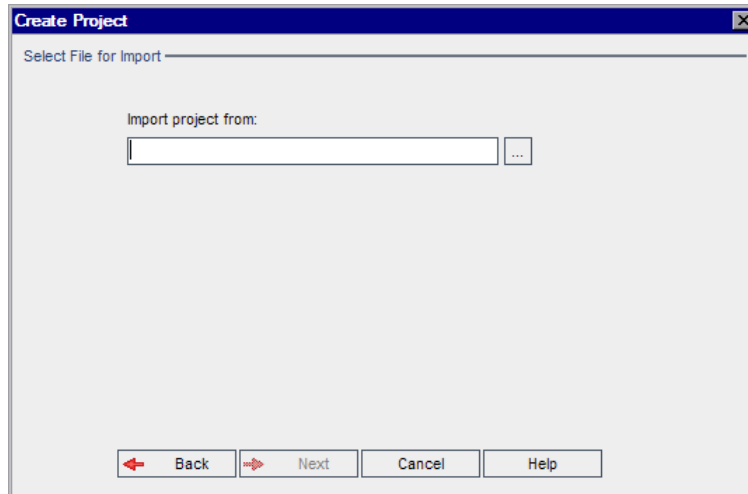 Create Project
Select File for Import
Import project from:
...
Back Next Cancel Help